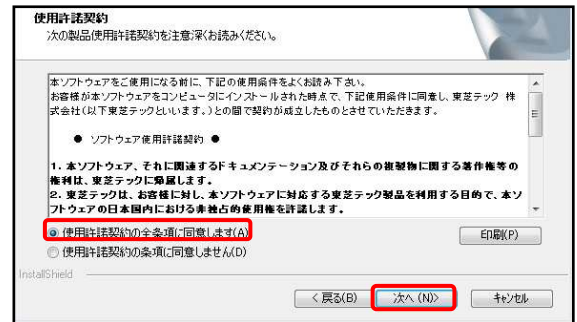 使用許諾契約
次の製品使用許諾契約を注意深くお読みください。
本ソフトウェアをご使用になる前に、下記の使用条件をよくお読み下さい。
お客様が本ソフトウェアをコンピュータにインストールされた時点で、下記使用条件に同意し、東芝テック 株
式会社(以下東芝テックといいます。)との間で契約が成立したものとさせていただきます。
● ソフトウェア使用許諾契約 ●
1. 本ソフトウェア、それに関連するドキュメンテーション及びそれらの複製物に関する著作権等の
権利は、東芝テックに帰属します。
2. 東芝テックは、お客様に対し、本ソフトウェアに対応する東芝テック製品を利用する目的で、本ソ
フトウェアの日本国内における非独占的使用権を許諾します。
使用許諾契約の全条項に同意します(A)
印刷(P)
使用許諾契約の条項に同意しません(D)
InstallShield
< 戻る(B)
次へ (N)>
キャンセル